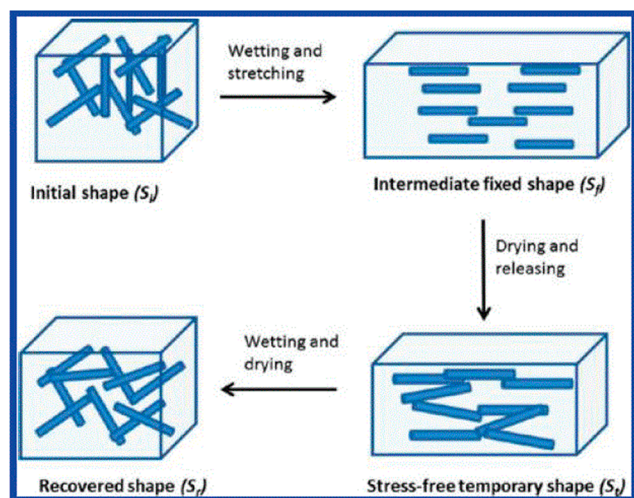 Wetting and
stretching
Initial shape (Si)
Intermediate fixed shape (Sf)
Drying and
releasing
Wetting and
drying
Recovered shape (Sr)
Stress-free temporary shape (St)